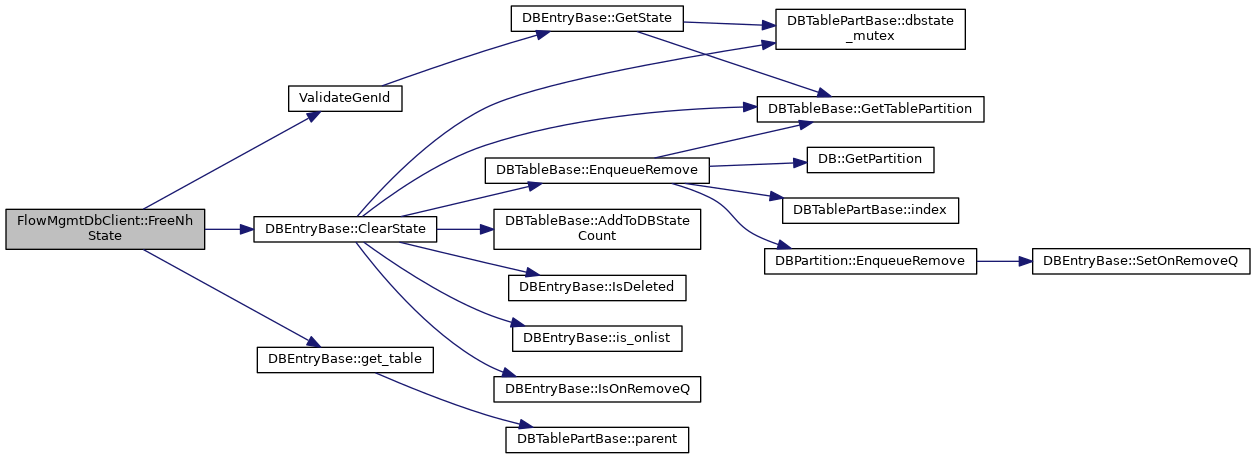 FlowMgmtDbClient::FreeNh
State
ValidateGenId
DBEntryBase::GetState
DBTablePartBase::dbstate
_mutex
DBTableBase::GetTablePartition
DBEntryBase::ClearState
DBTableBase::EnqueueRemove
DB::GetPartition
DBTablePartBase::index
DBPartition::EnqueueRemove
DBEntryBase::SetOnRemoveQ
DBTableBase::AddToDBState
Count
DBEntryBase::IsDeleted
DBEntryBase::is_onlist
DBEntryBase::IsOnRemoveQ
DBEntryBase::get_table
DBTablePartBase::parent